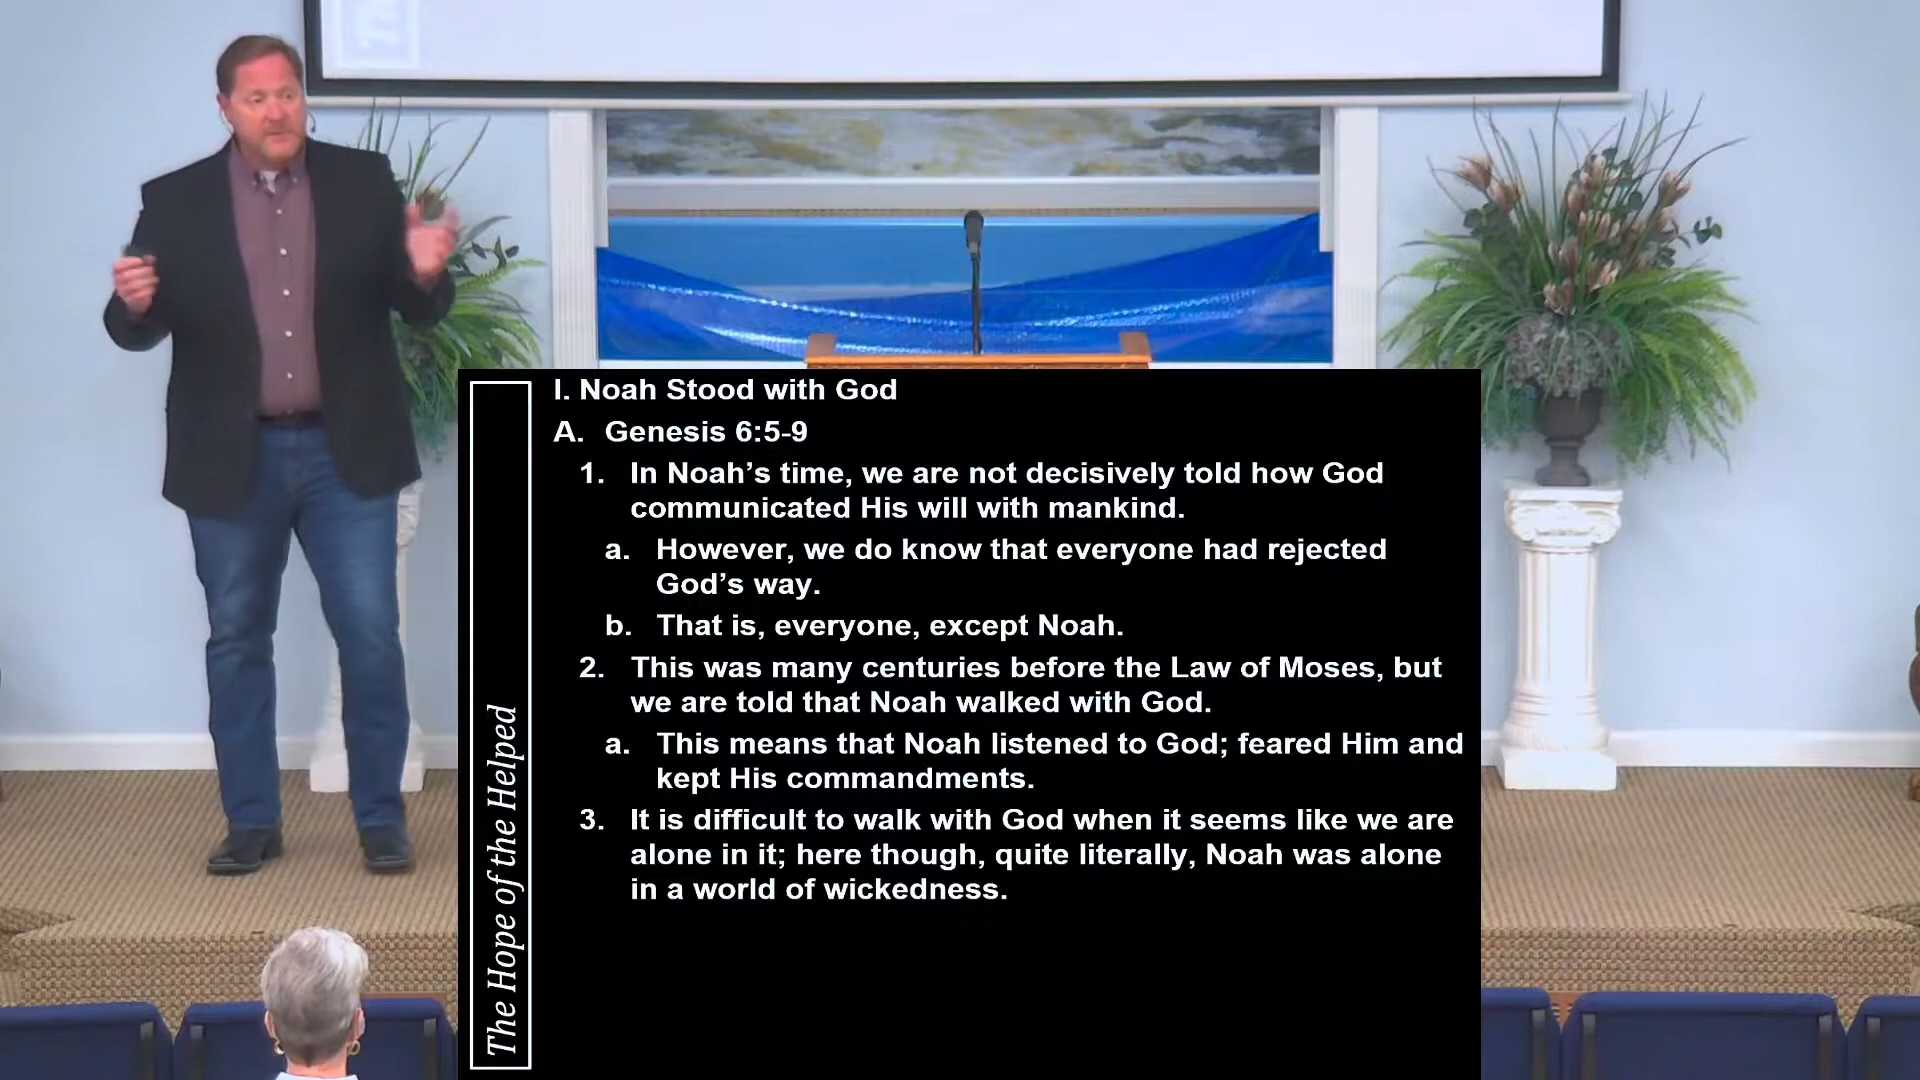 I. Noah Stood with God
A. Genesis 6:5-9
1. In Noah’s time, we are not decisively told how God
communicated His will with mankind.
a. However, we do know that everyone had rejected
God’s way.
b. That is, everyone, except Noah.
2. This was many centuries before the Law of Moses, but
we are told that Noah walked with God.
a. This means that Noah listened to God; feared Him and
kept His commandments.
3. It is difficult to walk with God when it seems like we are
alone in it; here though, quite literally, Noah was alone
in a world of wickedness.
The Hope of the Helped